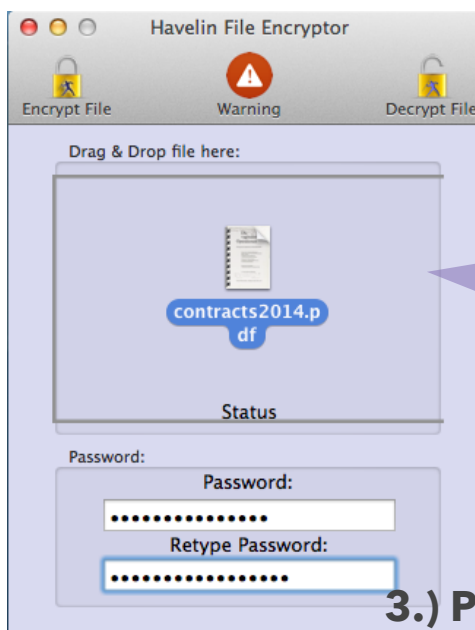 Havelin File Encryptor
Encrypt File Warning Decrypt File
Drag & Drop file here:
contracts2014.p
df
Status
Password:
Password:
Retype Password:
3.) P